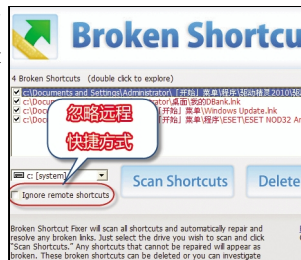 Broken Shortcu
4 Broken Shortcuts (double click to explore)
c:\Documents and Settings\Administrator\「开始」菜单\程序\驱动精灵2010\驱
c:\Docu
ator\桌面\我的DBank.lnk
c:\Docu
开始」菜单\Windows Update.lnk
c:\Doc
开始」菜单\程序\ESET\ESET NOD32 An
忽略远程
快捷方式
c: [system]
Scan Shortcuts
Delete
Ignore remote shortcuts
Broken Shortcut Fixer will scan all shortcuts and automatically repair and
resolve any broken links. Just select the drive you wish to scan and click
"Scan Shortcuts." Any shortcuts that cannot be repaired will appear as
broken. These broken shortcuts can be deleted or you can investigate